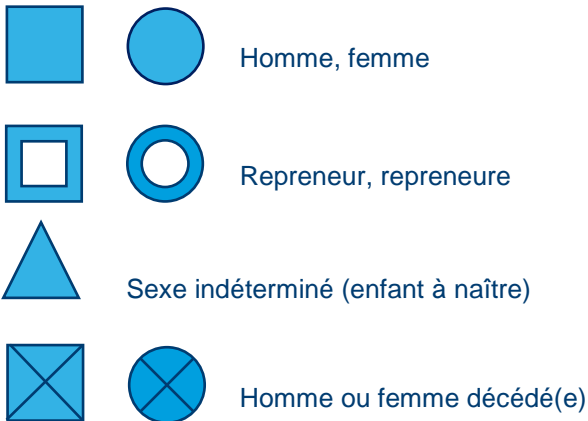 Homme, femme
Repreneur, repreneure
Sexe indéterminé (enfant à naître)
Homme ou femme décédé(e)